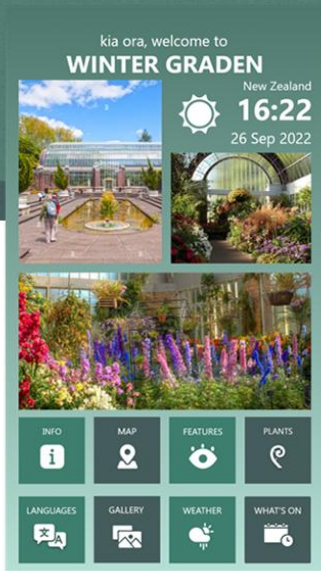 kia ora, welcome to
WINTER GRADEN
New Zealand
16:22
26 Sep 2022
INFO
MAP
FEATURES
PLANTS
LANGUAGES
GALLERY
WEATHER
WHAT'S ON